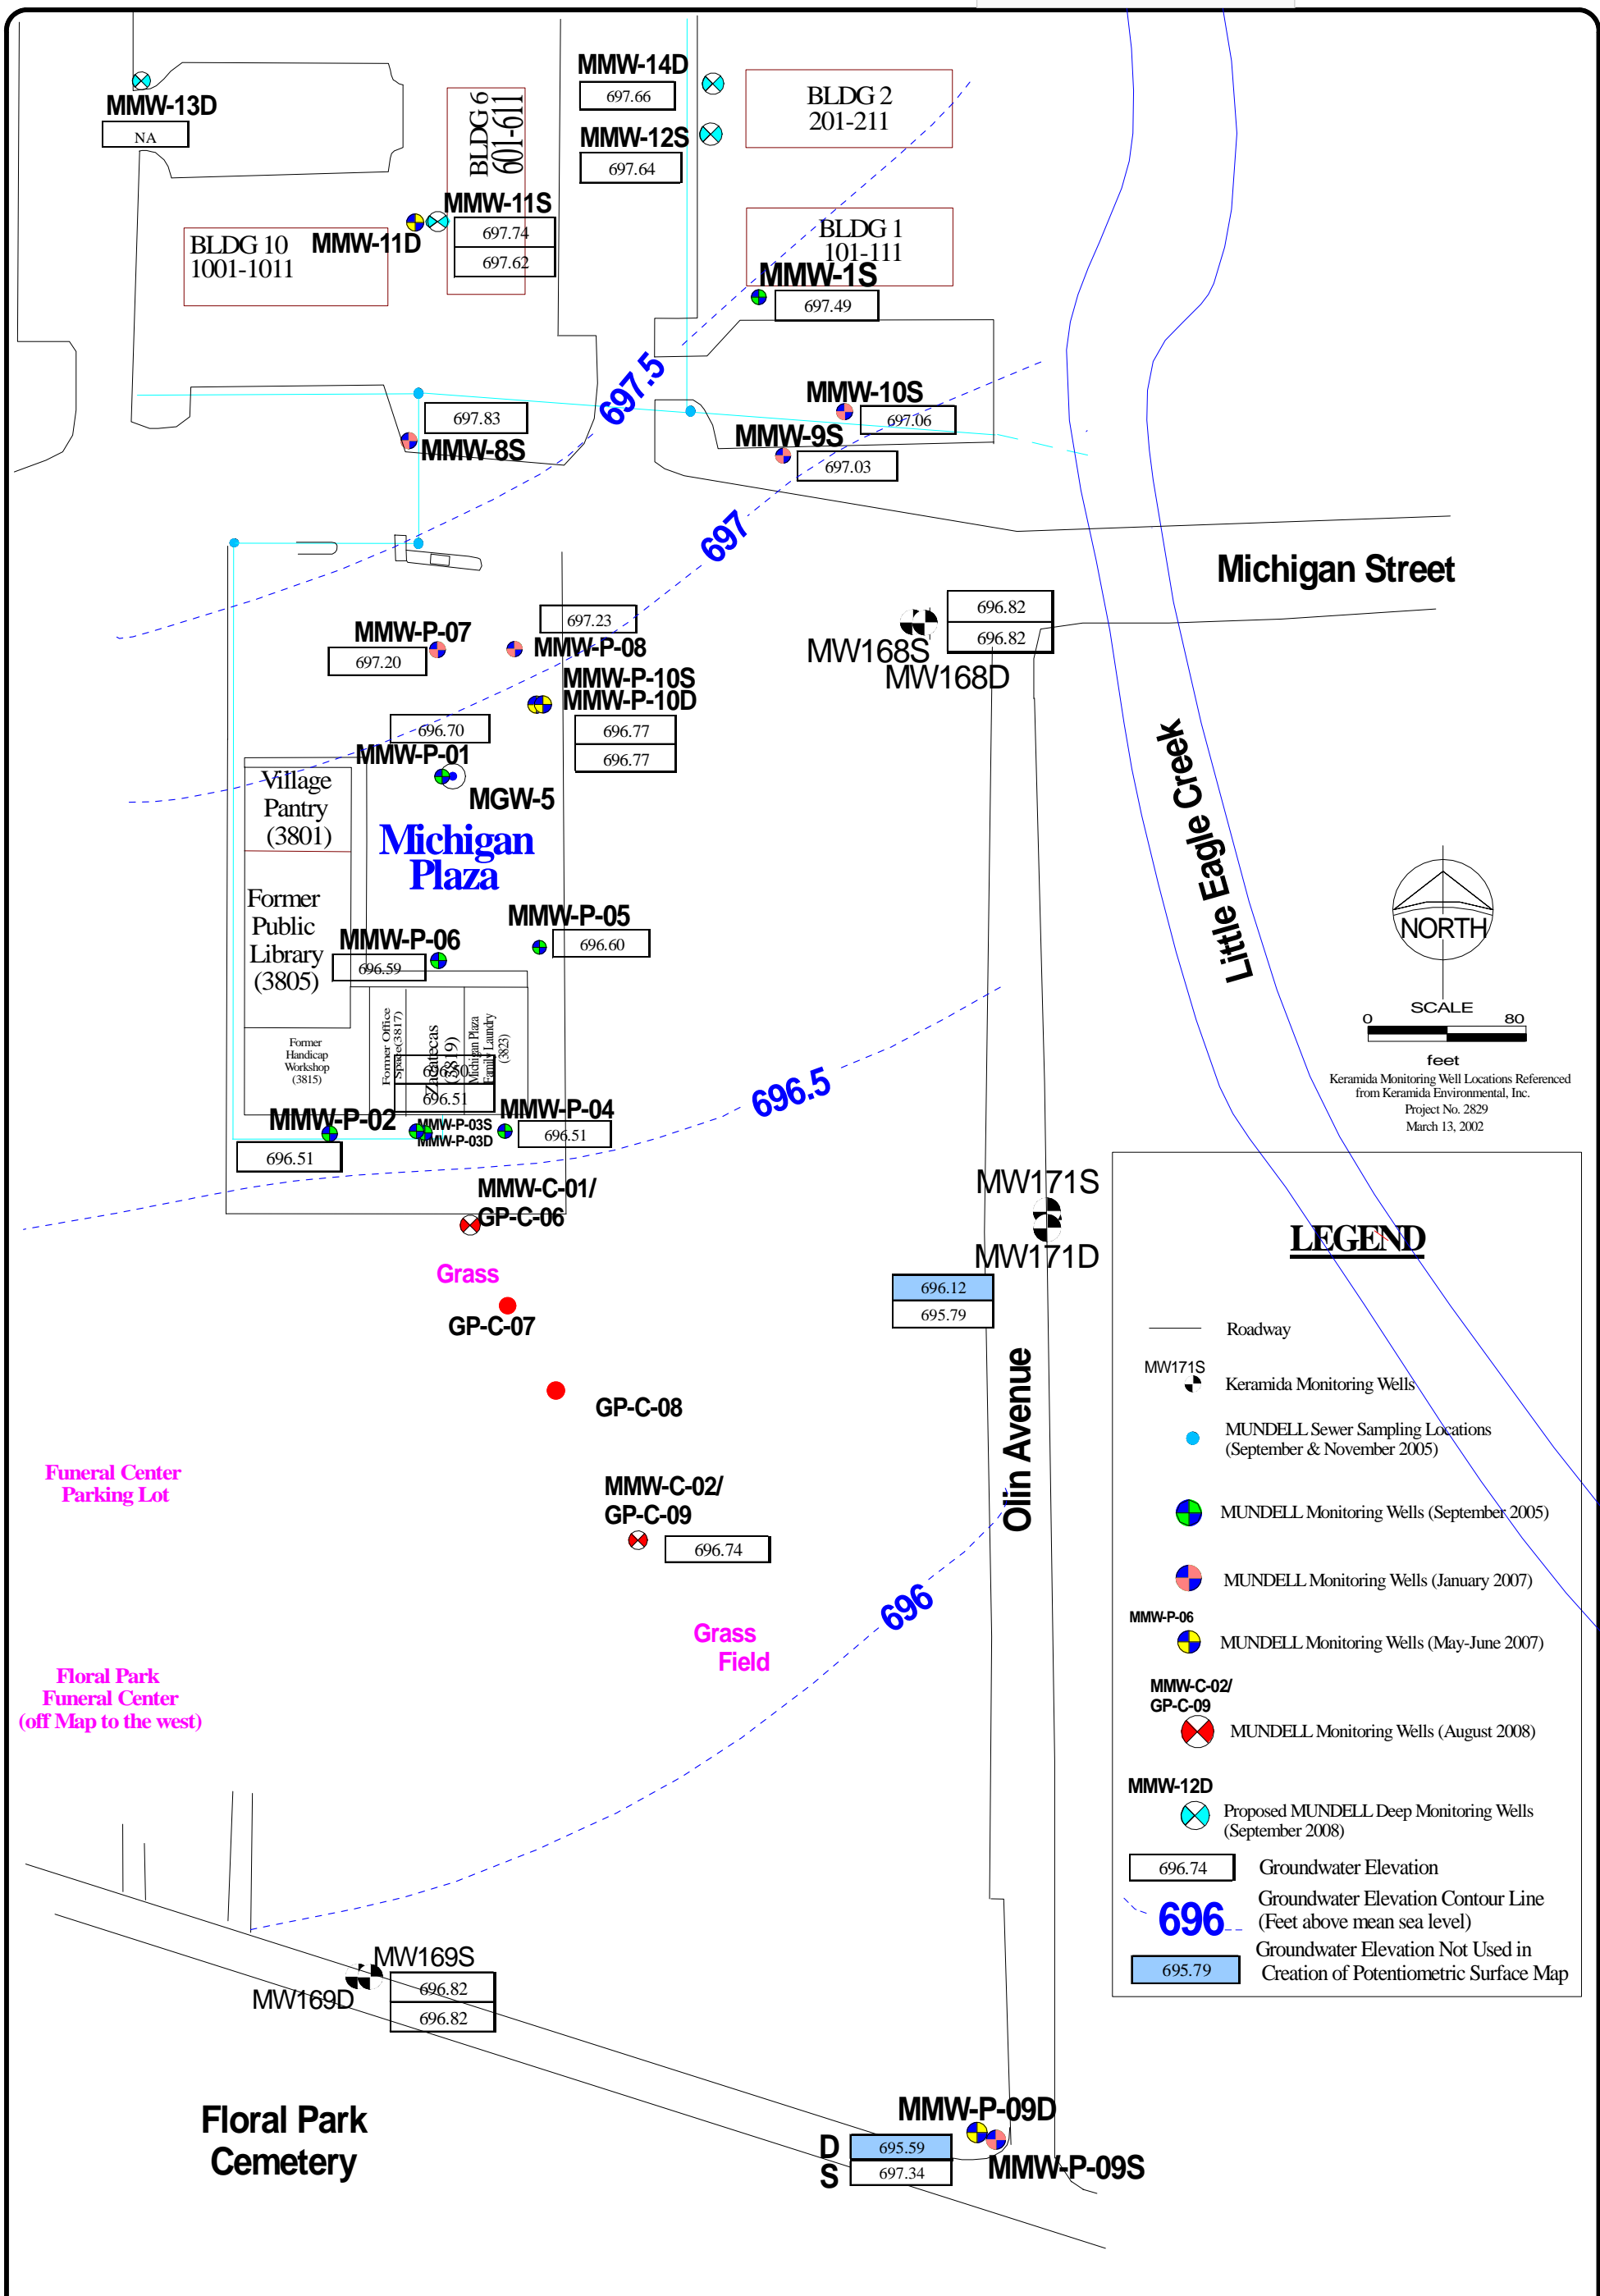 MMW-13D
NA
BLDG 6
601-611
MMW-14D
697.66
MMW-12S
697.64
BLDG 2
201-211
MMW-11S
697.74
697.62
MMW-11D
BLDG 10
1001-1011
BLDG 1
101-111
MMW-1S
697.49
697.5
697.83
MMW-8S
MMW-10S
697.06
MMW-9S
697.03
697
Michigan Street
697.23
MMW-P-07
697.20
MMW-P-08
MMW-P-10S
MMW-P-10D
696.77
696.77
696.82
696.82
MW168S
MW168D
696.70
MMW-P-01
MGW-5
Village
Pantry
(3801)
Michigan
Plaza
Little Eagle Creek
Former
Public
Library
(3805)
MMW-P-05
696.60
MMW-P-06
696.59
NORTH
SCALE
0 80
feet
Keramida Monitoring Well Locations Referenced
from Keramida Environmental, Inc.
Project No. 2829
March 13, 2002
Former
Handicap
Workshop
(3815)
Former Office
Space(3817)
Zacatecas
(3819)
Michigan Plaza
Family Laundry
(3823)
696.50
696.51
696.5
MMW-P-02
696.51
MMW-P-03S
MMW-P-03D
MMW-P-04
696.51
MMW-C-01/
GP-C-06
Grass
GP-C-07
GP-C-08
MW171S
MW171D
696.12
695.79
Olin Avenue
Funeral Center
Parking Lot
MMW-C-02/
GP-C-09
696.74
696
Grass
Field
Floral Park
Funeral Center
(off Map to the west)
LEGEND
Roadway
MW171S
Keramida Monitoring Wells
MUNDELL Sewer Sampling Locations
(September & November 2005)
MUNDELL Monitoring Wells (September 2005)
MUNDELL Monitoring Wells (January 2007)
MMW-P-06
MUNDELL Monitoring Wells (May-June 2007)
MMW-C-02/
GP-C-09
MUNDELL Monitoring Wells (August 2008)
MMW-12D
Proposed MUNDELL Deep Monitoring Wells
(September 2008)
696.74
Groundwater Elevation
696
Groundwater Elevation Contour Line
(Feet above mean sea level)
695.79
Groundwater Elevation Not Used in
Creation of Potentiometric Surface Map
MW169S
MW169D
696.82
696.82
Floral Park
Cemetery
MMW-P-09D
D 695.59
S 697.34
MMW-P-09S